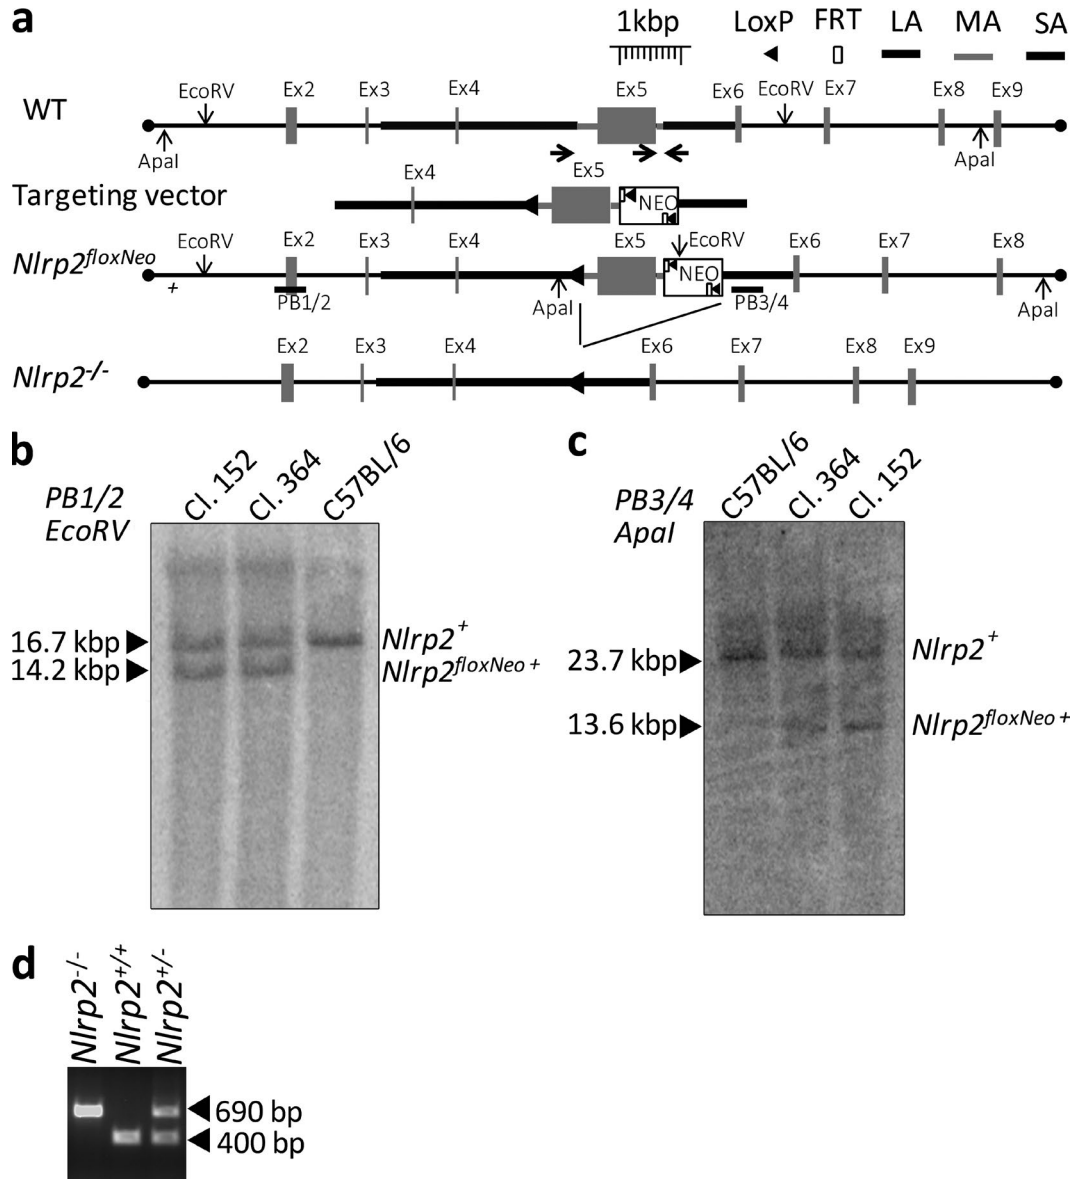 a
1kbp LoxP FRT LA MA SA
WT
EcoRV Ex2 Ex3 Ex4 Ex5 Ex6 EcoRV Ex7 Ex8 Ex9
ApaI ApaI
Targeting vector
Ex4 Ex5
NEO
Nlrp2floxNeo
+
EcoRV Ex2 Ex3 Ex4 Ex5 EcoRV Ex6 Ex7 Ex8
NEO
PB1/2 ApaI PB3/4 ApaI
Nlrp2-/-
Ex2 Ex3 Ex4 Ex6 Ex7 Ex8 Ex9
b
PB1/2
EcoRV
Cl. 152 Cl. 364 C57BL/6
16.7 kbp Nlrp2+
14.2 kbp Nlrp2floxNeo +
c
PB3/4
ApaI
C57BL/6 Cl. 364 Cl. 152
23.7 kbp Nlrp2+
13.6 kbp Nlrp2floxNeo +
d
Nlrp2-/- Nlrp2+/+ Nlrp2+/-
690 bp
400 bp